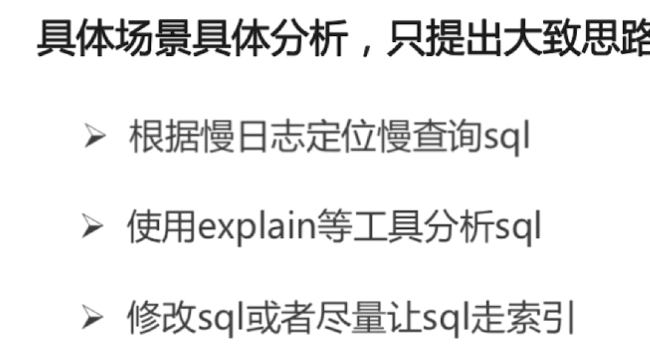 具体场景具体分析，只提出大致思路
➢ 根据慢日志定位慢查询sql
➢ 使用explain等工具分析sql
➢ 修改sql或者尽量让sql走索引